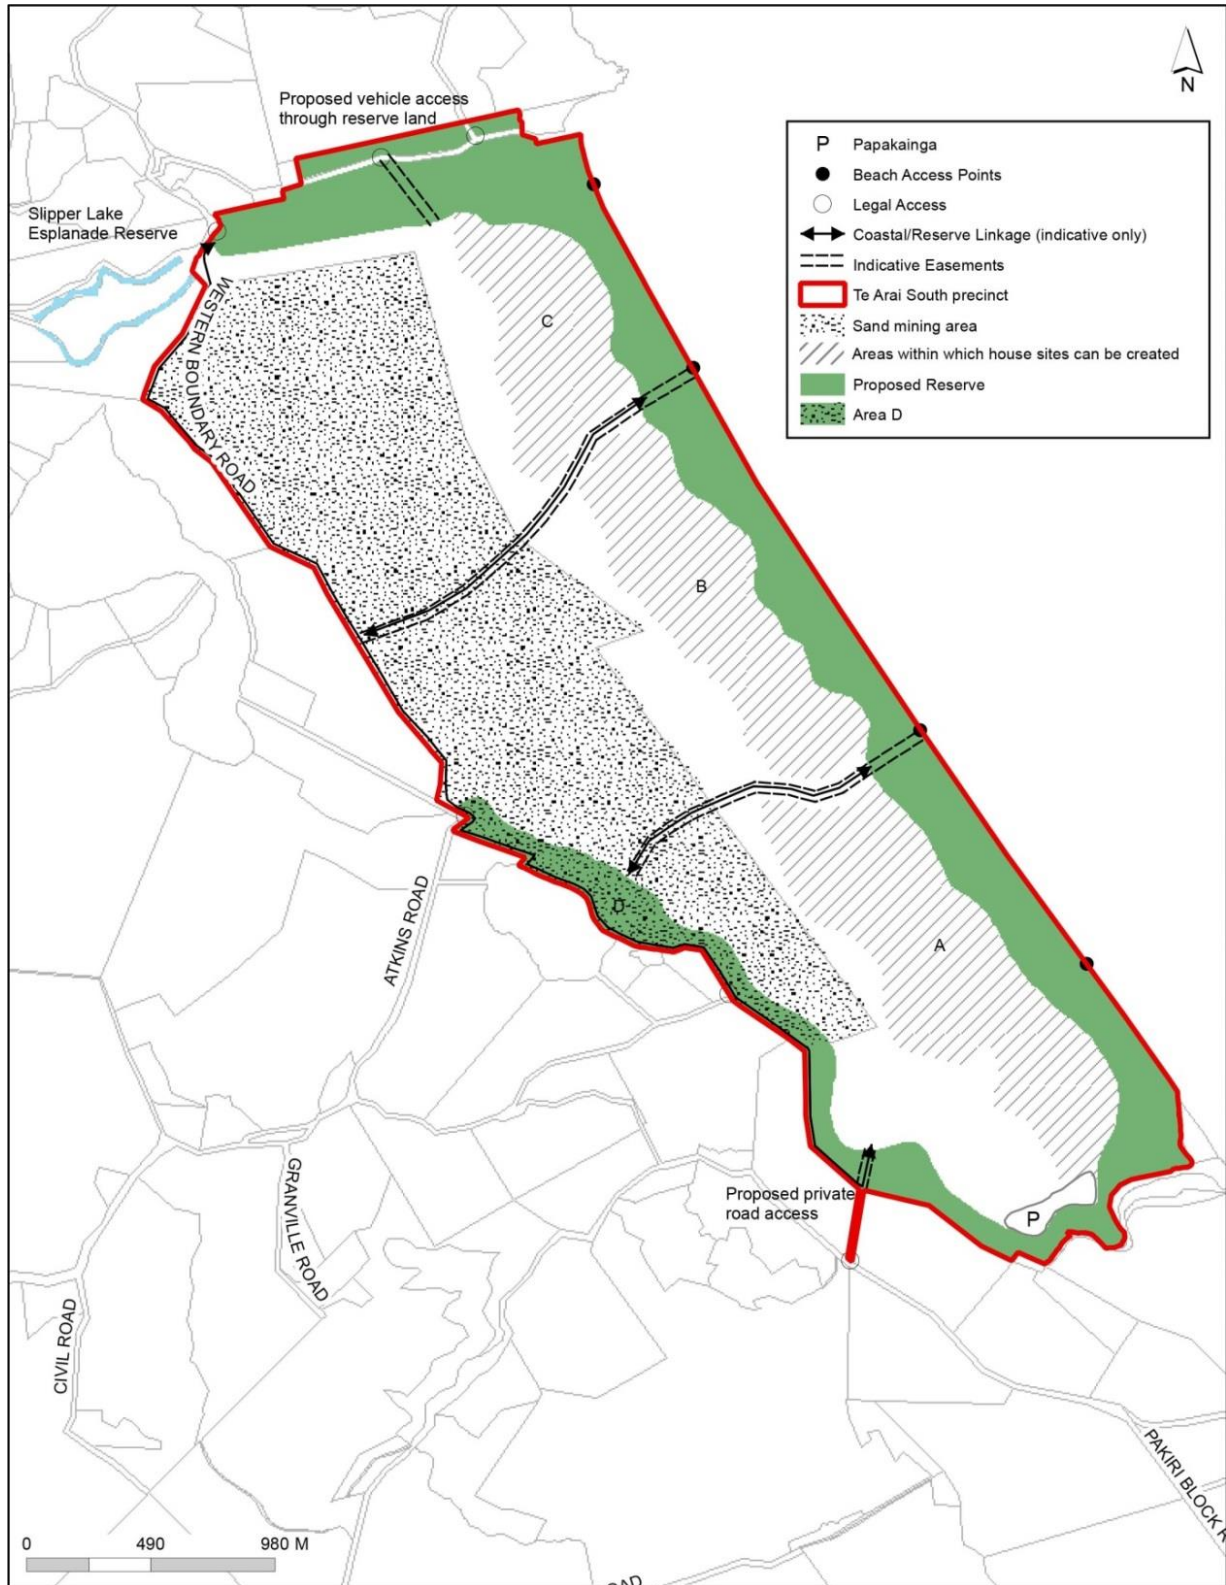 Proposed vehicle access
through reserve land
N
P Papakainga
Beach Access Points
Legal Access
Coastal/Reserve Linkage (indicative only)
Indicative Easements
Te Arai South precinct
Sand mining area
Areas within which house sites can be created
Proposed Reserve
Area D
Slipper Lake
Esplanade Reserve
WESTERN BOUNDARY ROAD
C
B
D
A
ATKINS ROAD
GRANVILLE ROAD
Proposed private
road access
P
CIVIL ROAD
PAKIRI BLOCK R
0 490 980 M
OAD